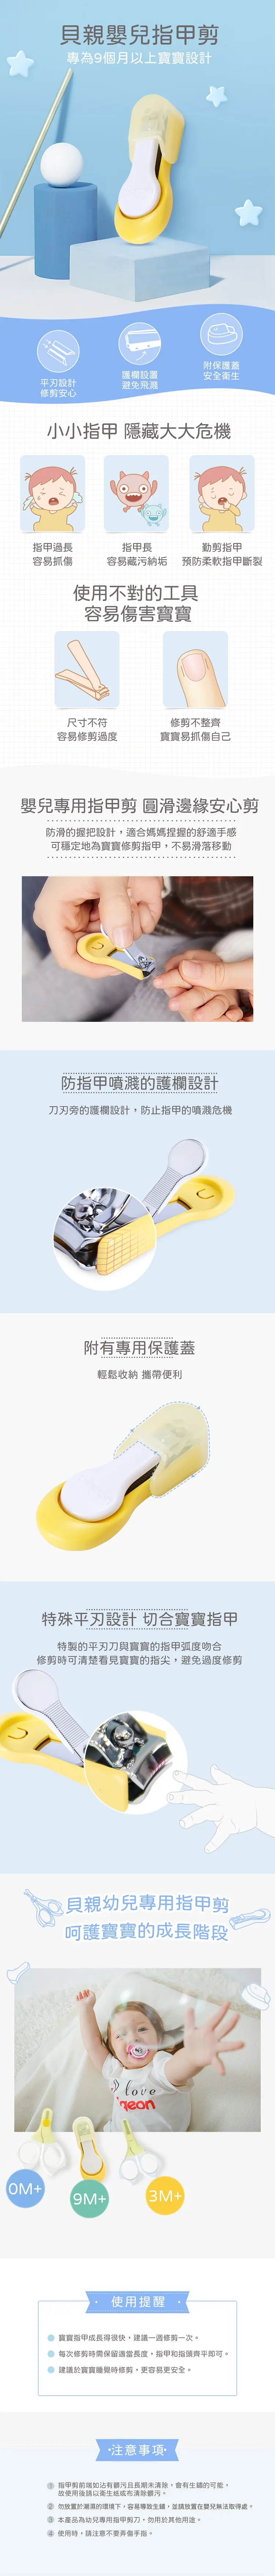 貝親嬰兒指甲剪
專為9個月以上寶寶設計
平刃設計
修剪安心
護欄設置
避免飛濺
附保護蓋
安全衛生
小小指甲 隱藏大大危機
指甲過長
容易抓傷
指甲長
容易藏污納垢
勤剪指甲
預防柔軟指甲斷裂
使用不對的工具
容易傷害寶寶
尺寸不符
容易修剪過度
修剪不整齊
寶寶易抓傷自己
嬰兒專用指甲剪 圓滑邊緣安心剪
防滑的握把設計，適合媽媽捏握的舒適手感
可穩定地為寶寶修剪指甲，不易滑落移動
防指甲噴濺的護欄設計
刀刃旁的護欄設計，防止指甲的噴濺危機
附有專用保護蓋
輕鬆收納 攜帶便利
特殊平刃設計 切合寶寶指甲
特製的平刃刀與寶寶的指甲弧度吻合
修剪時可清楚看見寶寶的指尖，避免過度修剪
貝親幼兒專用指甲剪
呵護寶寶的成長階段
love
igeon
0M+
9M+
3M+
使用提醒
寶寶指甲成長得很快，建議一週修剪一次。
每次修剪時需保留適當長度，指甲和指頭齊平即可。
建議於寶寶睡覺時修剪，更容易更安全。
注意事項
① 指甲剪前端如沾有髒污且長期未清除，會有生鏽的可能，
故使用後請以衛生紙或布清除髒污。
② 勿放置於潮濕的環境下，容易導致生鏽，並請放置在嬰兒無法取得處。
③ 本產品為幼兒專用指甲剪刀，勿用於其他用途。
④ 使用時，請注意不要弄傷手指。